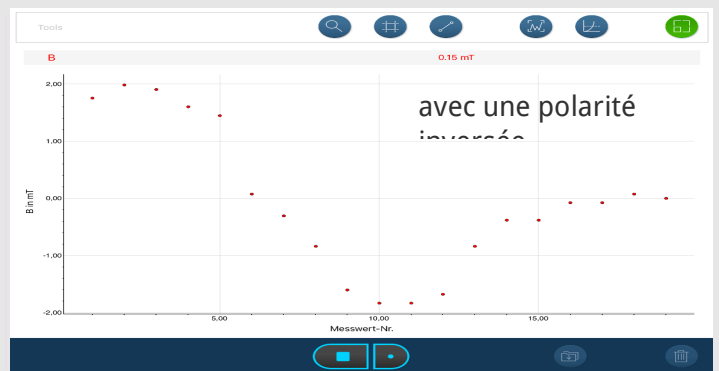 Tools
B 0.15 mT
avec une polarité
inversée
B in mT
2,00
1,00
0,00
-1,00
-2,00
5,00 10,00 15,00
Messwert-Nr.